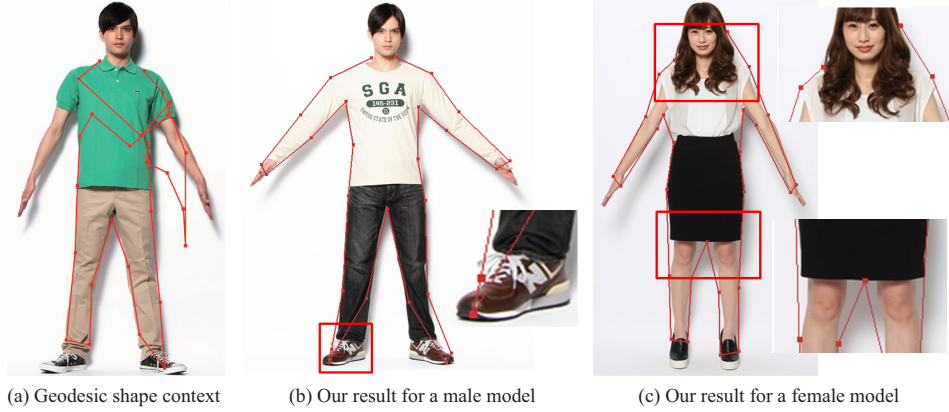 SGA
145-231
(a) Geodesic shape context
(b) Our result for a male model
(c) Our result for a female model